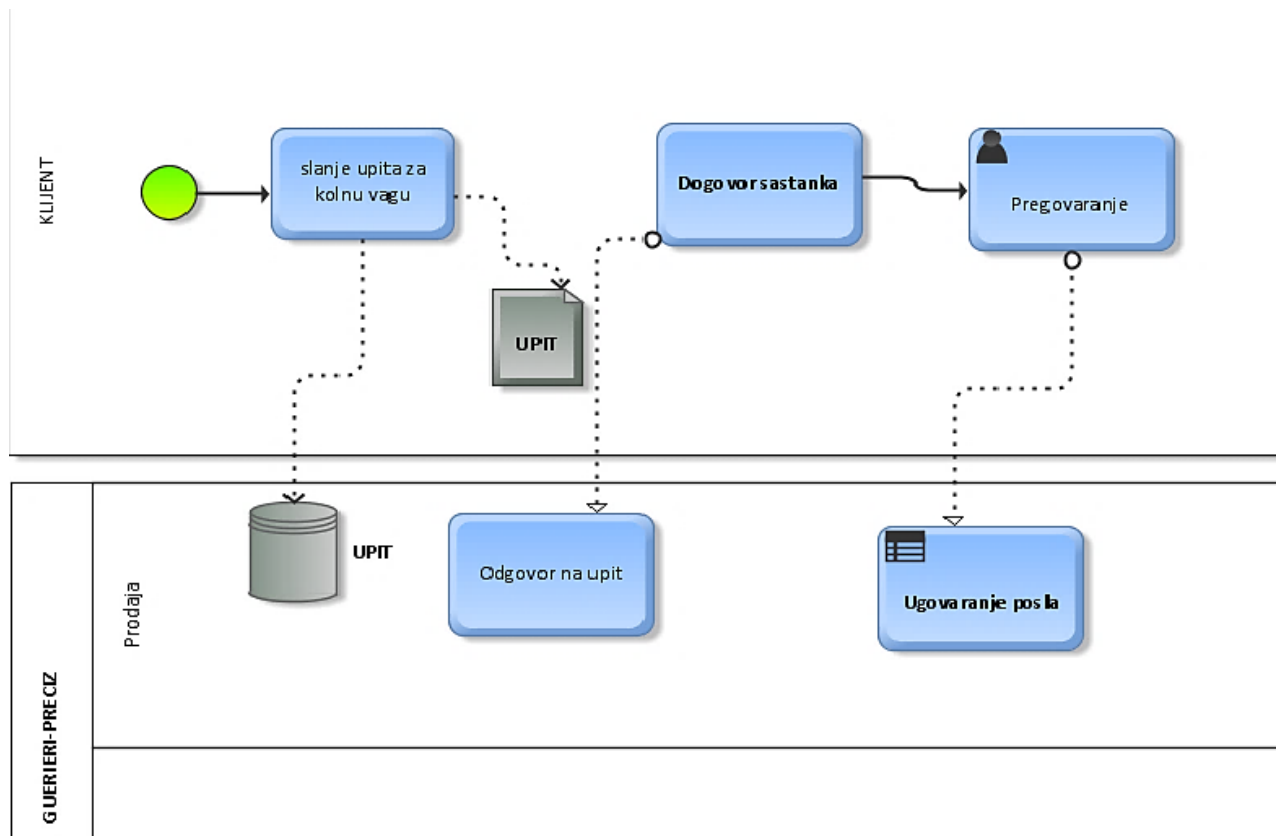 KLIJENT
slanje upita za
kolnu vagu
Dogovor sastanka
Pregovaranje
UPIT
GUERIERI-PRECIZ
Prodaja
UPIT
Odgovor na upit
Ugovaranje posla